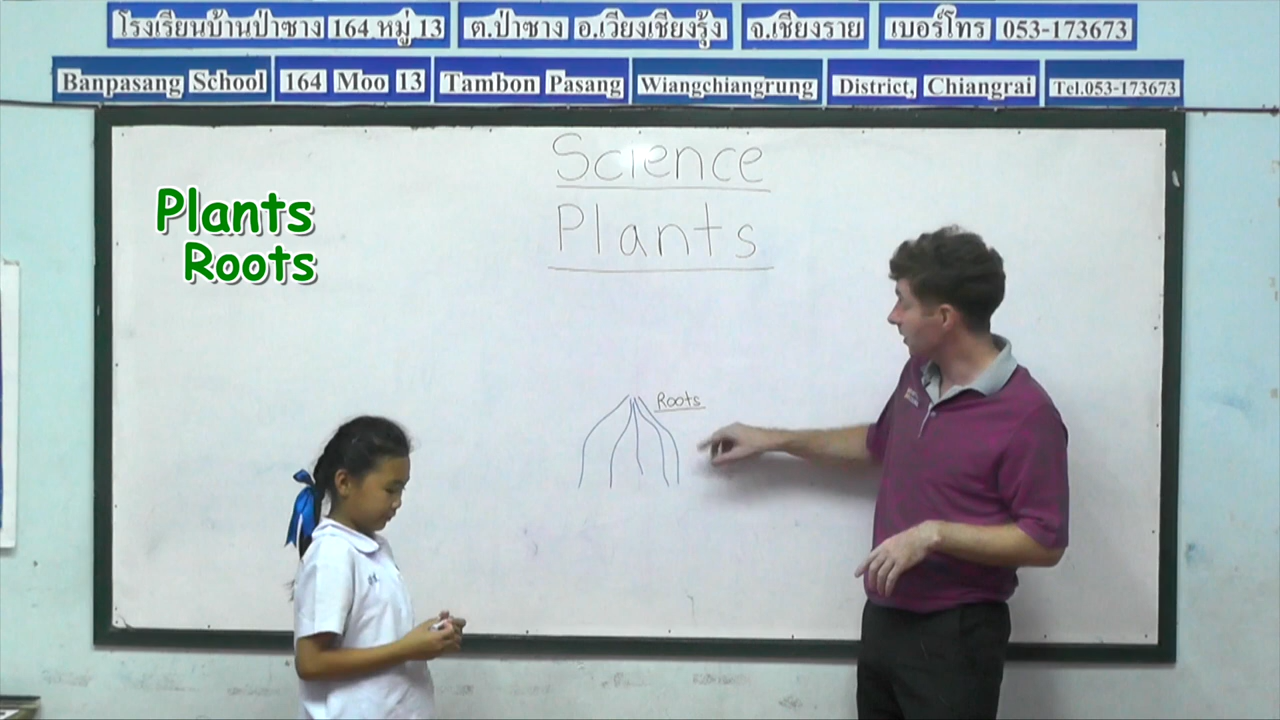 โรงเรียนบ้านป่าซาง 164 หมู่ 13 ต.ป่าซาง อ.เวียงเชียงรุ้ง จ.เชียงราย เบอร์โทร 053-173673
Banpasang School 164 Moo 13 Tambon Pasang Wiangchiangrung District, Chiangrai Tel.053-173673
Science
Plants
Plants
Roots
Roots